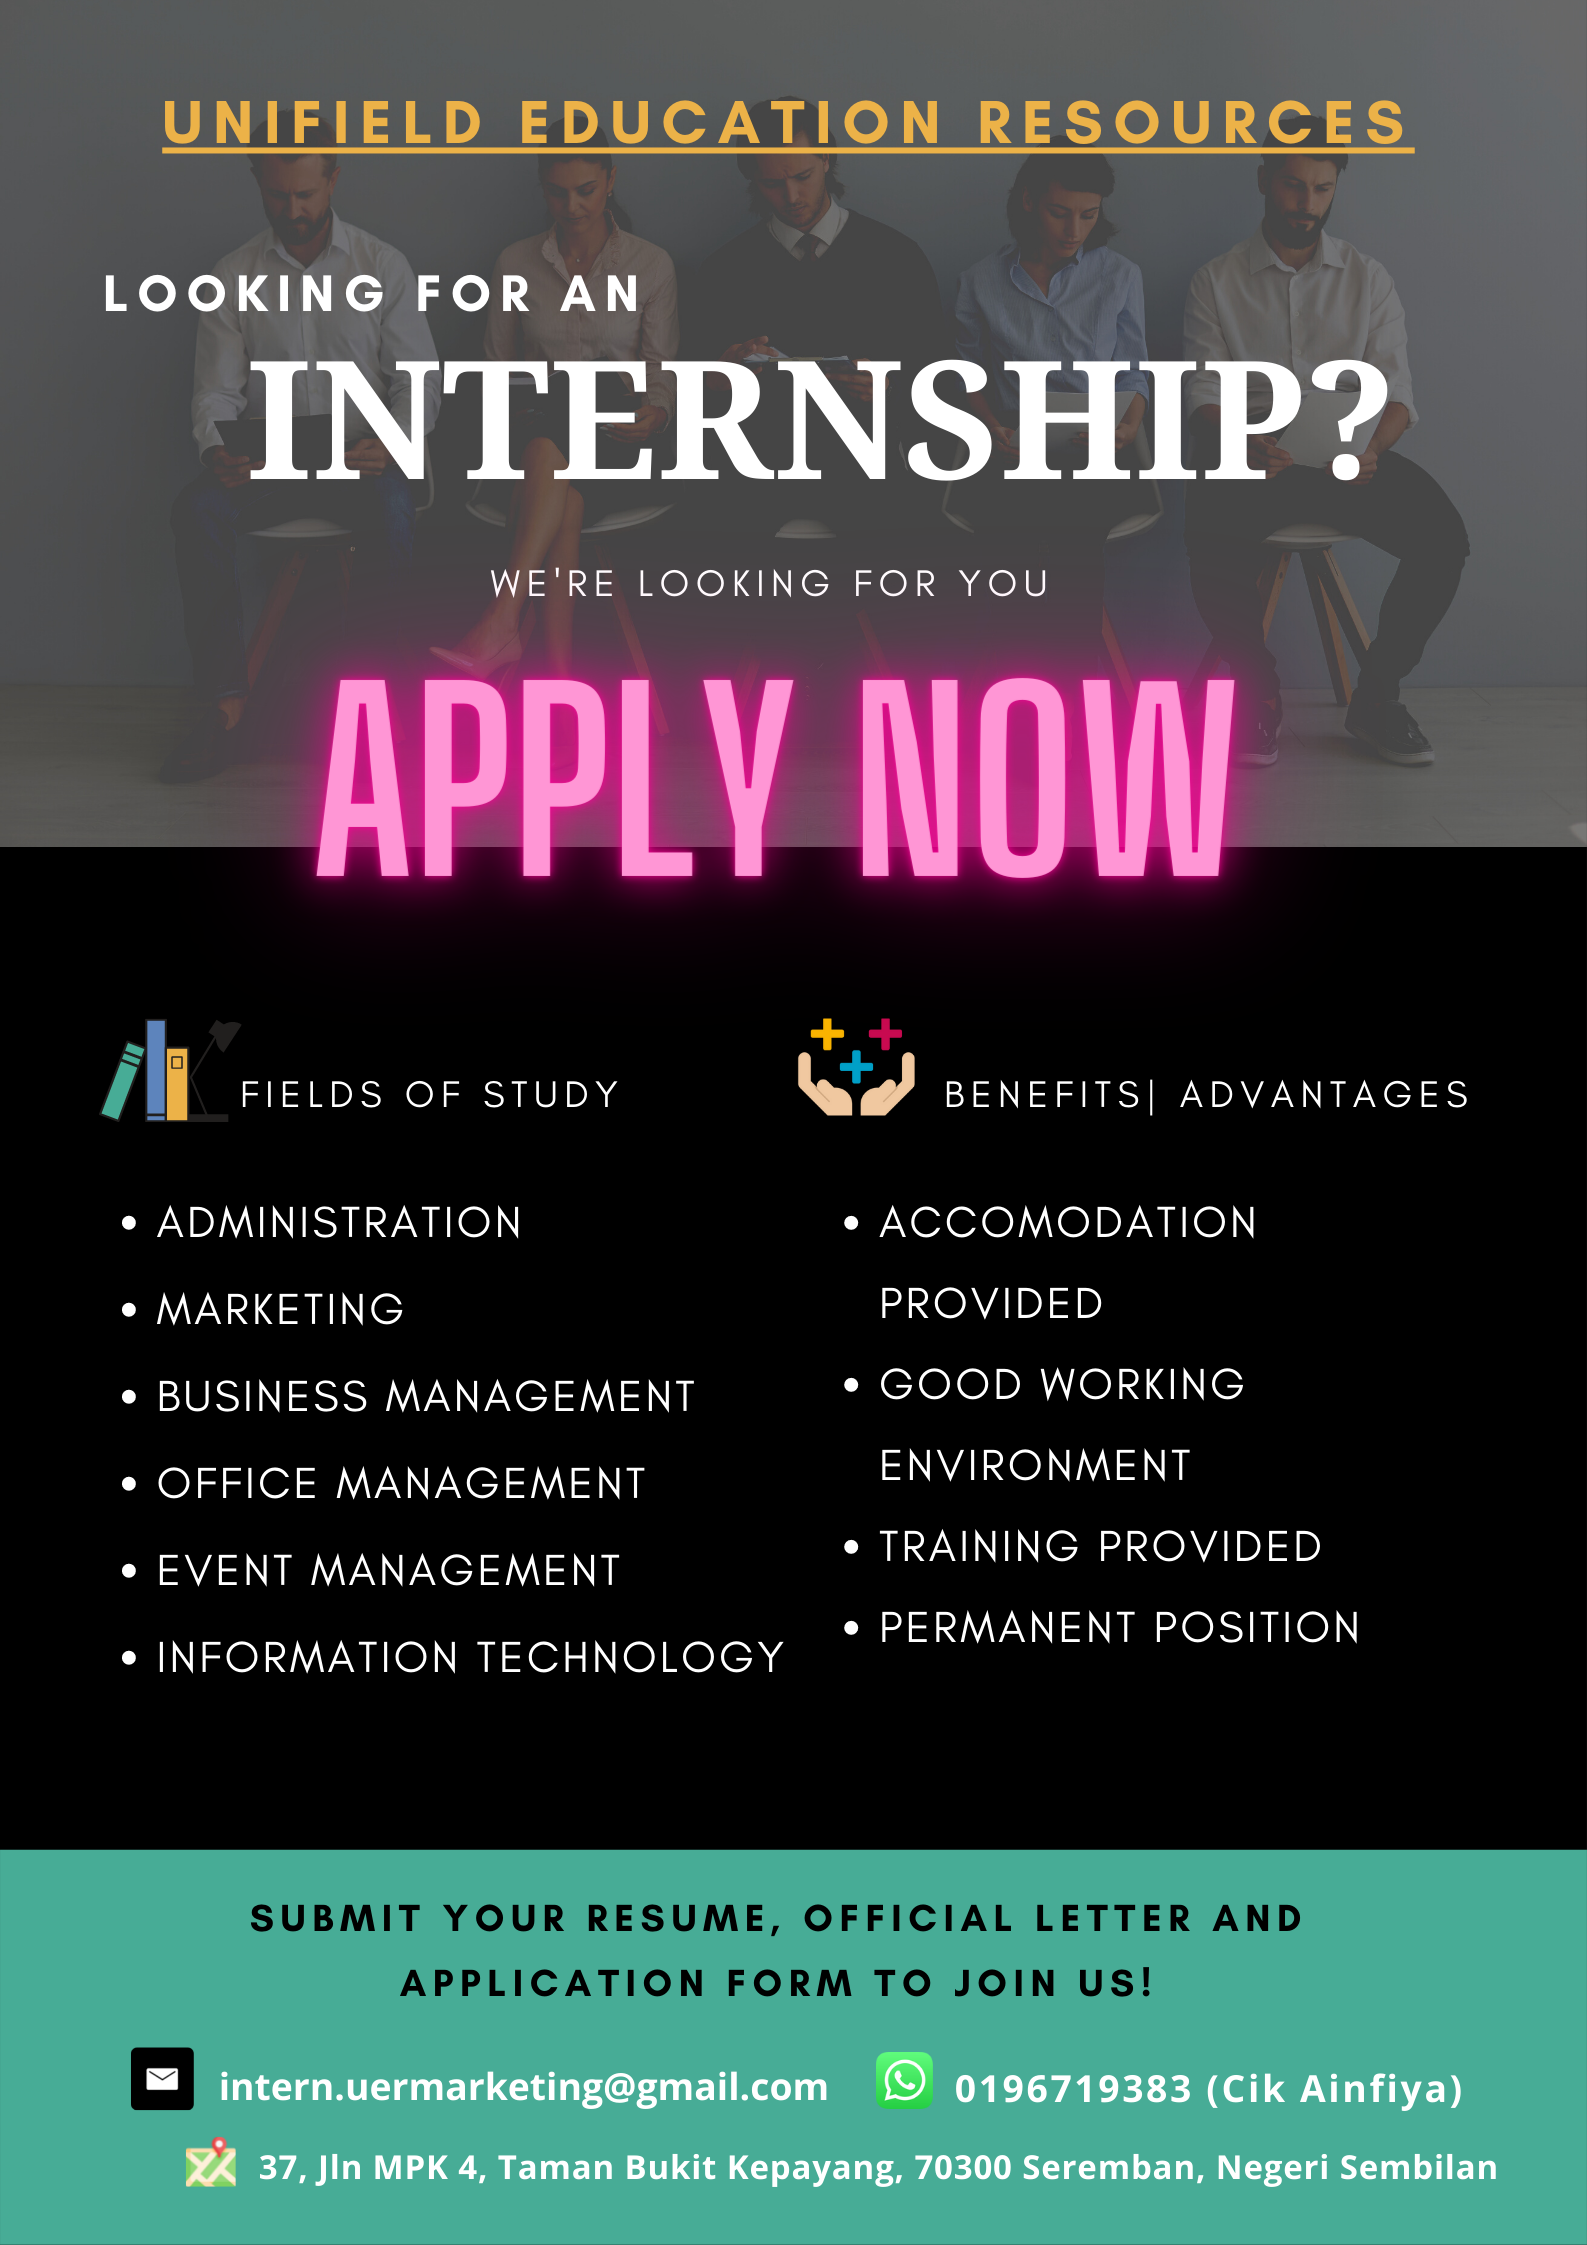 UNIFIELD EDUCATION RESOURCES
LOOKING FOR AN
INTERNSHIP?
WE'RE LOOKING FOR YOU
APPLY NOW
FIELDS OF STUDY
ADMINISTRATION
MARKETING
BUSINESS MANAGEMENT
OFFICE MANAGEMENT
EVENT MANAGEMENT
INFORMATION TECHNOLOGY
BENEFITS| ADVANTAGES
ACCOMODATION
PROVIDED
GOOD WORKING
ENVIRONMENT
TRAINING PROVIDED
PERMANENT POSITION
SUBMIT YOUR RESUME, OFFICIAL LETTER AND
APPLICATION FORM TO JOIN US!
intern.uermarketing@gmail.com
0196719383 (Cik Ainfiya)
37, Jln MPK 4, Taman Bukit Kepayang, 70300 Seremban, Negeri Sembilan